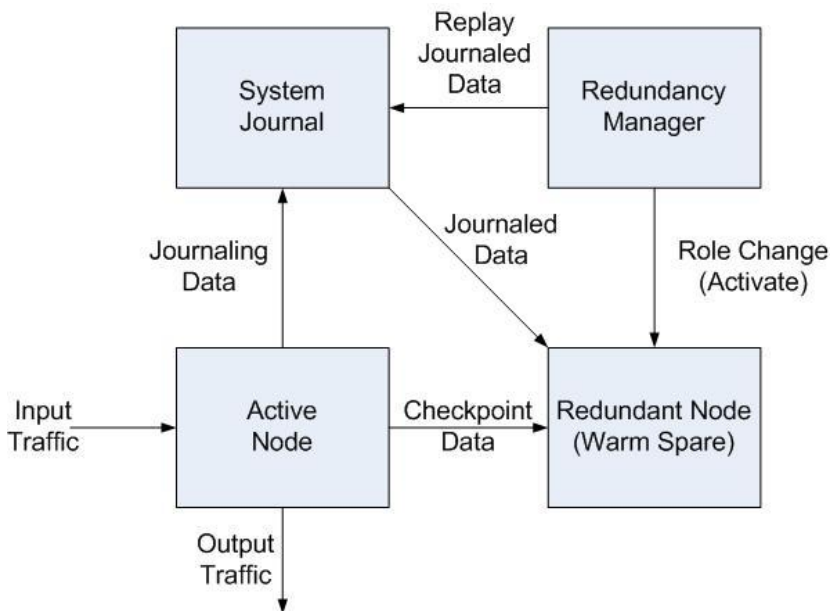 Replay
Journaled
Data
System
Journal
Redundancy
Manager
Journaling
Data
Journaled
Data
Role Change
(Activate)
Input
Traffic
Active
Node
Checkpoint
Data
Redundant Node
(Warm Spare)
Output
Traffic